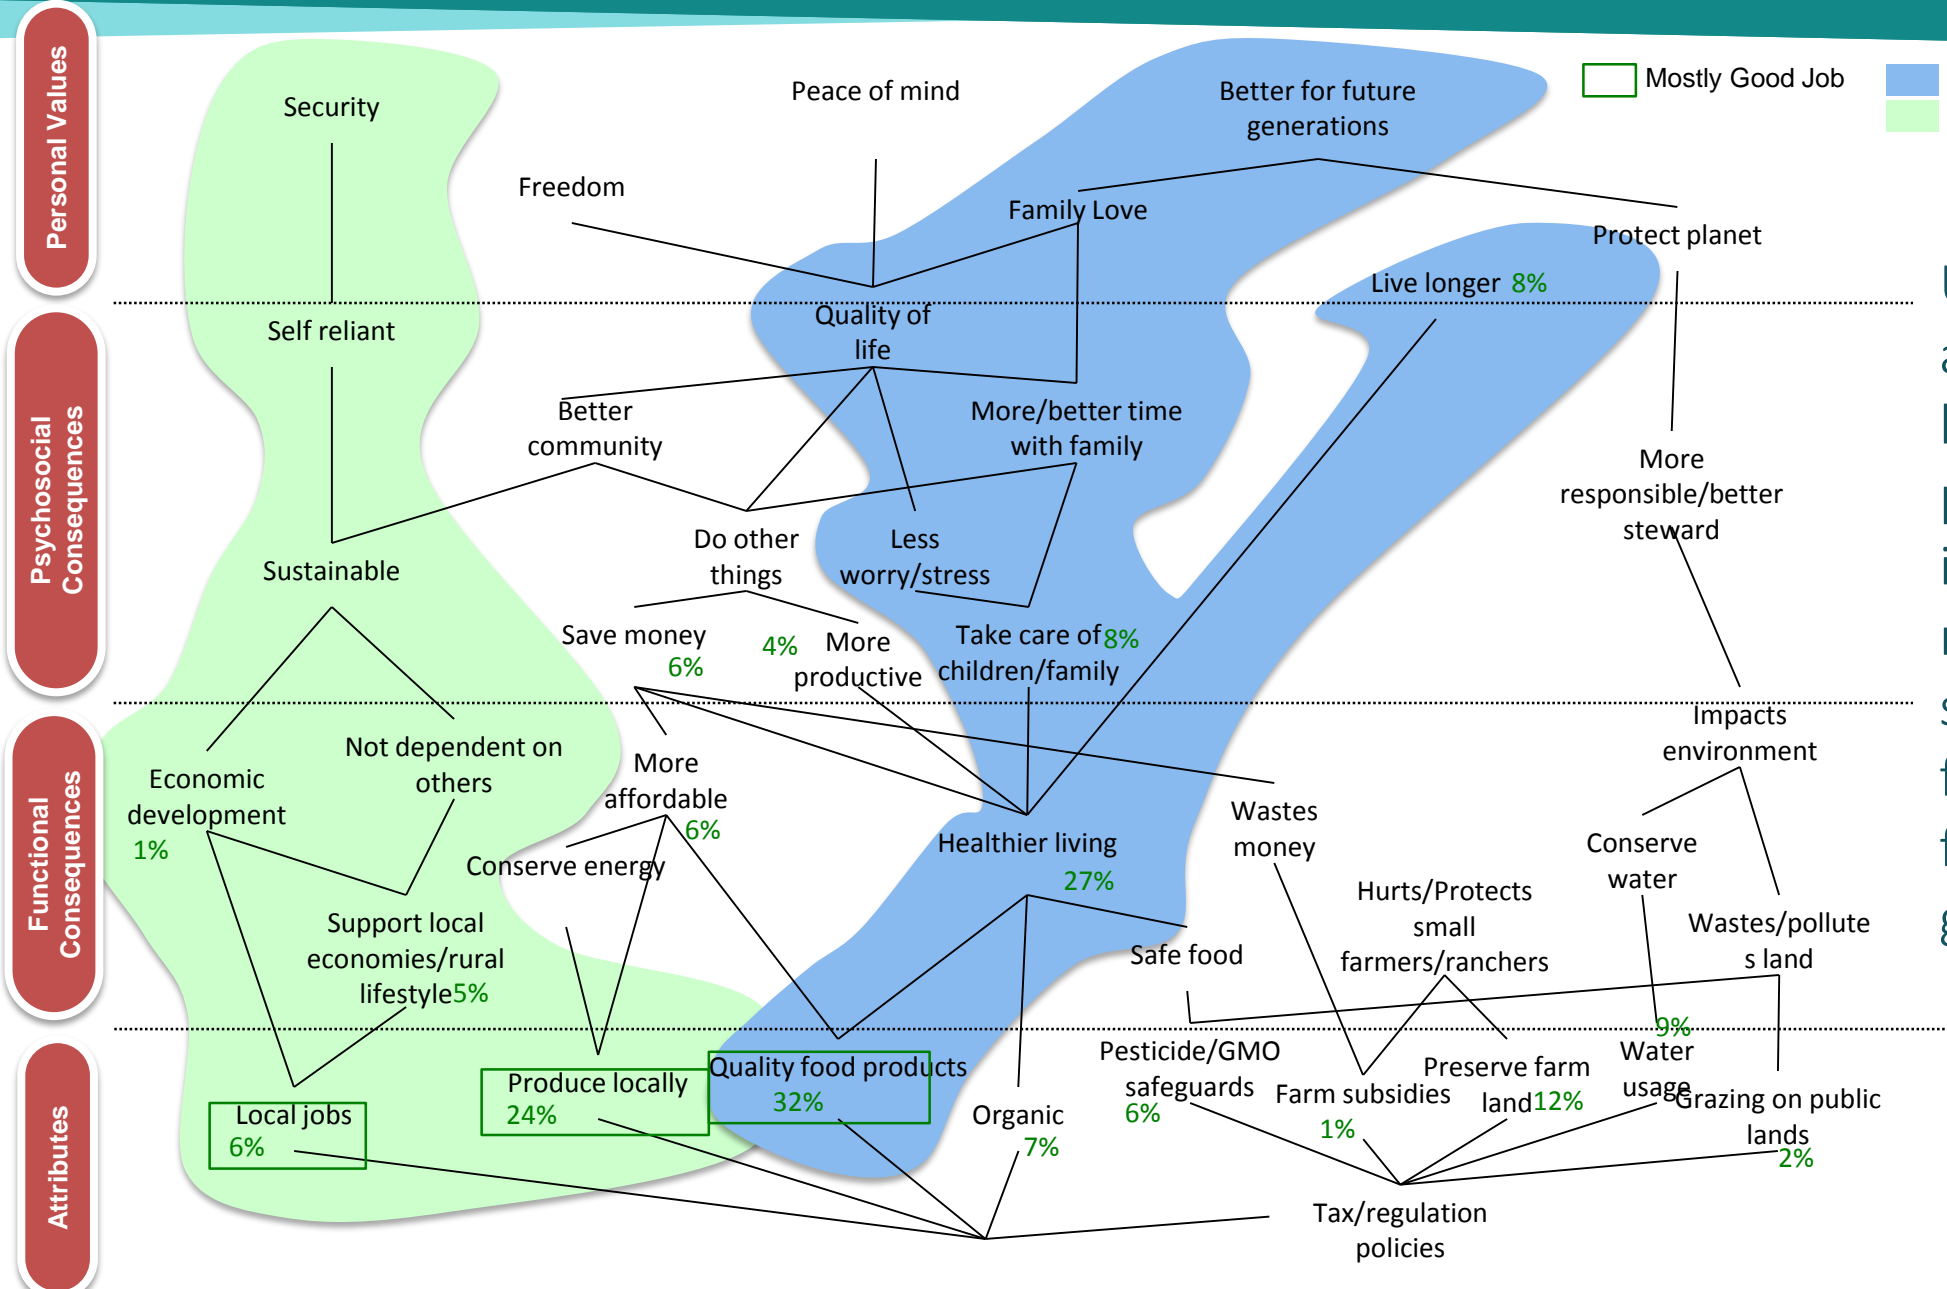 Personal Values
Psychosocial
Consequences
Functional
Consequences
Attributes
Mostly Good Job
Security
Peace of mind
Better for future
generations
Freedom
Family Love
Protect planet
Live longer 8%
Self reliant
Quality of
life
Better
community
More/better time
with family
More
responsible/better
steward
Do other
things
Less
worry/stress
Sustainable
Save money
6%
4%
More
productive
Take care of 8%
children/family
Impacts
environment
Not dependent on
others
Economic
development
1%
More
affordable
6%
Wastes
money
Conserve energy
Healthier living
27%
Conserve
water
Hurts/Protects
small
farmers/ranchers
Wastes/pollute
s land
Support local
economies/rural
lifestyle 5%
Safe food
9%
Water
usage
Pesticide/GMO
safeguards
6%
Preserve farm
land 12%
Quality food products
32%
Produce locally
24%
Farm subsidies
1%
Grazing on public
lands
2%
Local jobs
6%
Organic
7%
Tax/regulation
policies